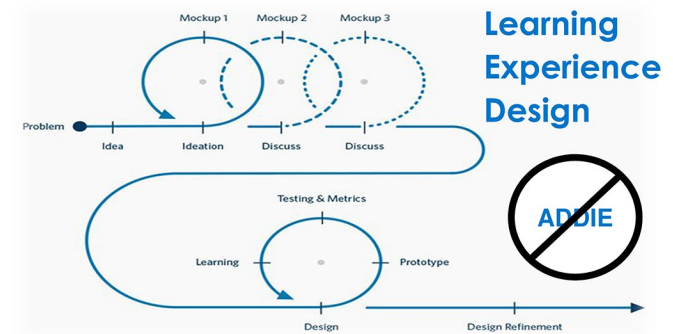 Mockup 1
Mockup 2
Mockup 3
Learning
Experience
Design
Problem
Idea
Ideation
Discuss
Discuss
Testing & Metrics
ADDIE
Learning
Prototype
Design
Design Refinement